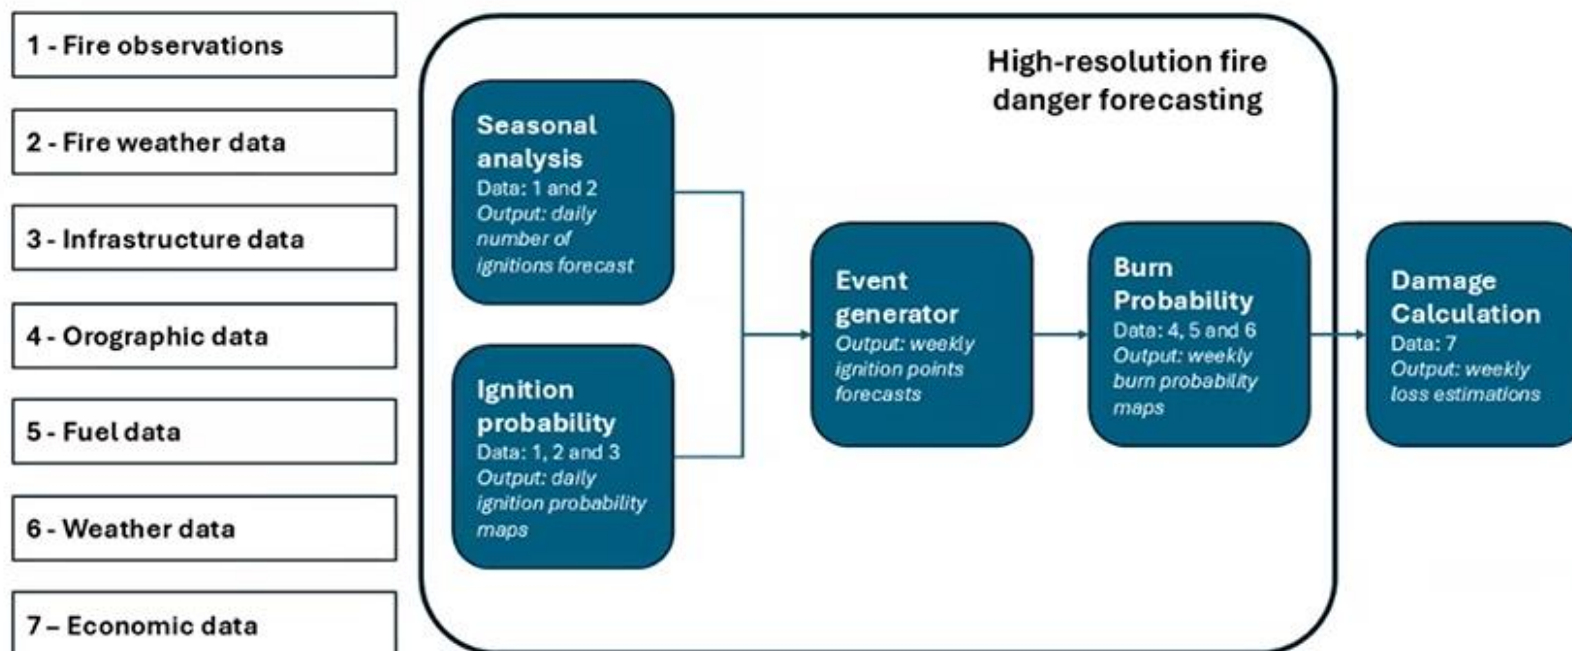 1 - Fire observations
2 - Fire weather data
3 - Infrastructure data
4 - Orographic data
5 - Fuel data
6 - Weather data
7 – Economic data
High-resolution fire
danger forecasting
Seasonal
analysis
Data: 1 and 2
Output: daily
number of
ignitions forecast
Ignition
probability
Data: 1, 2 and 3
Output: daily
ignition probability
maps
Event
generator
Output: weekly
ignition points
forecasts
Burn
Probability
Data: 4, 5 and 6
Output: weekly
burn probability
maps
Damage
Calculation
Data: 7
Output: weekly
loss estimations